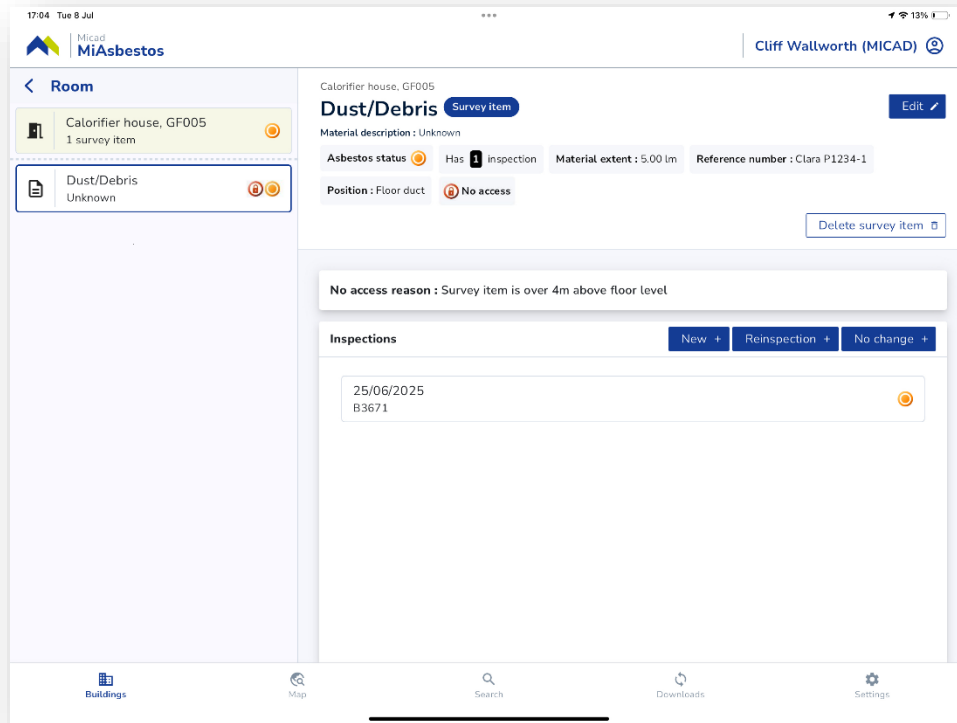 17:04 Tue 8 Jul
13%
Micad
MiAsbestos
Cliff Wallworth (MICAD)
Room
Calorifier house, GF005
1 survey item
Dust/Debris
Unknown
Calorifier house, GF005
Dust/Debris Survey item
Edit
Material description : Unknown
Asbestos status Has 1 inspection Material extent : 5.00 lm Reference number : Clara P1234-1
Position : Floor duct No access
Delete survey item
No access reason : Survey item is over 4m above floor level
Inspections New + Reinspection + No change +
25/06/2025
B3671
Buildings Map Search Downloads Settings